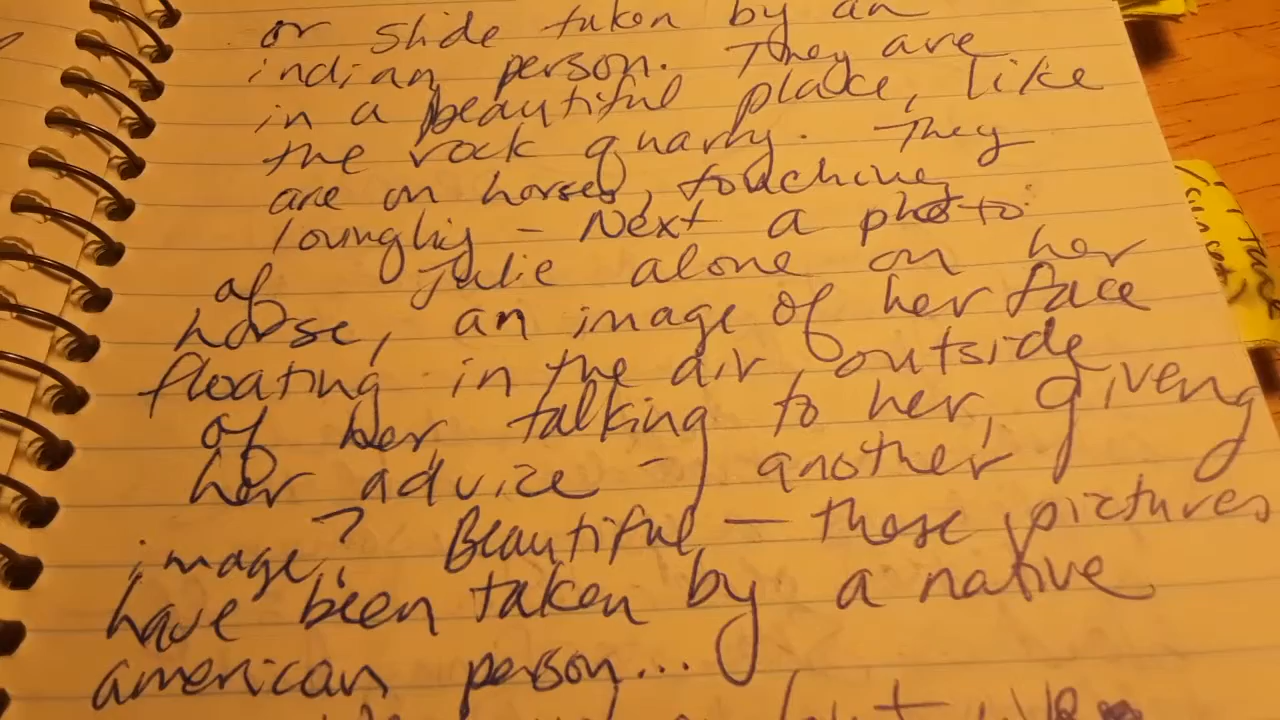 or slide taken by an
indian person. They are
in a beautiful place, like
the rock quarry. They
are on horses, touching
lovingly - Next a photo
of Julie alone on her
horse, an image of her face
floating in the air outside
of her, talking to her, giveng
her advice - another
image? Beautiful — these pictures
have been taken by a native
american person...